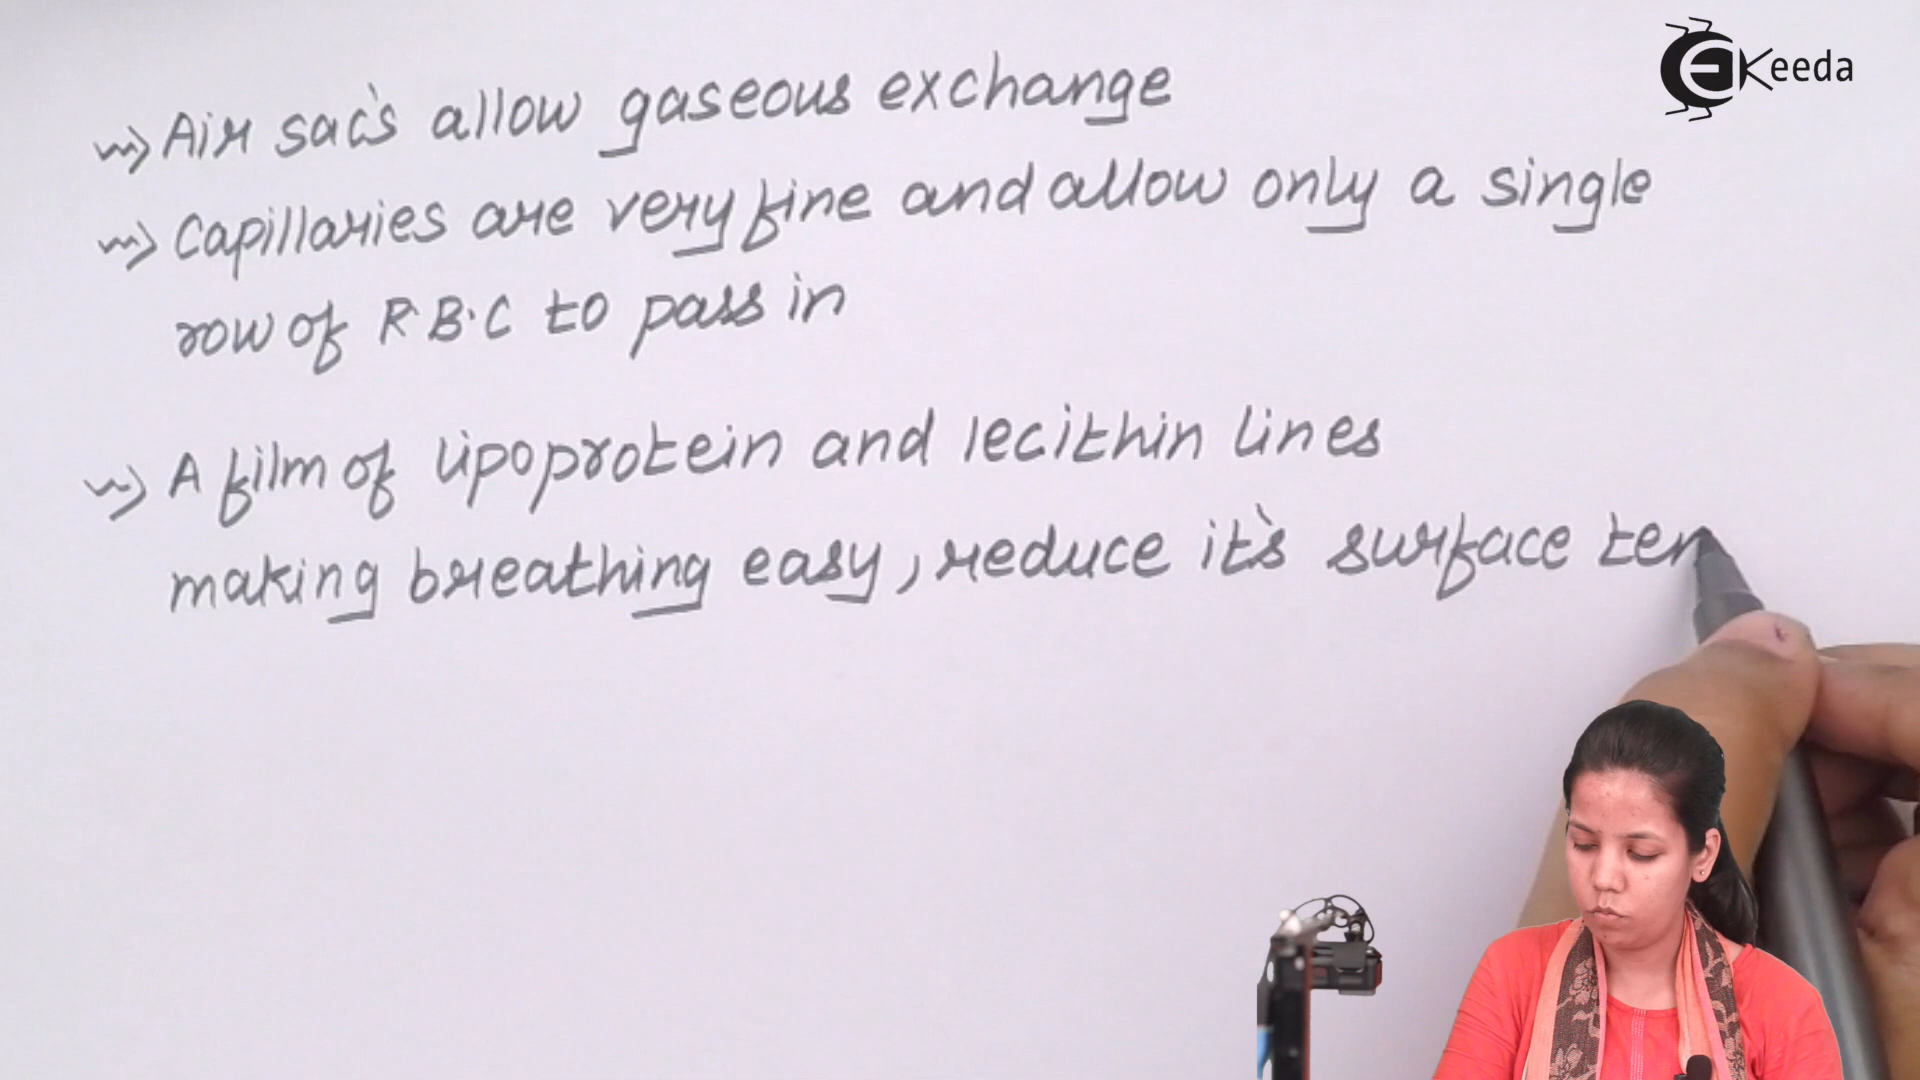 EKeeda
Air sac's allow gaseous exchange
Capillaries are very fine and allow only a single
row of R.B.C to pass in
A film of lipoprotein and lecithin lines
making breathing easy, reduce it's surface ten